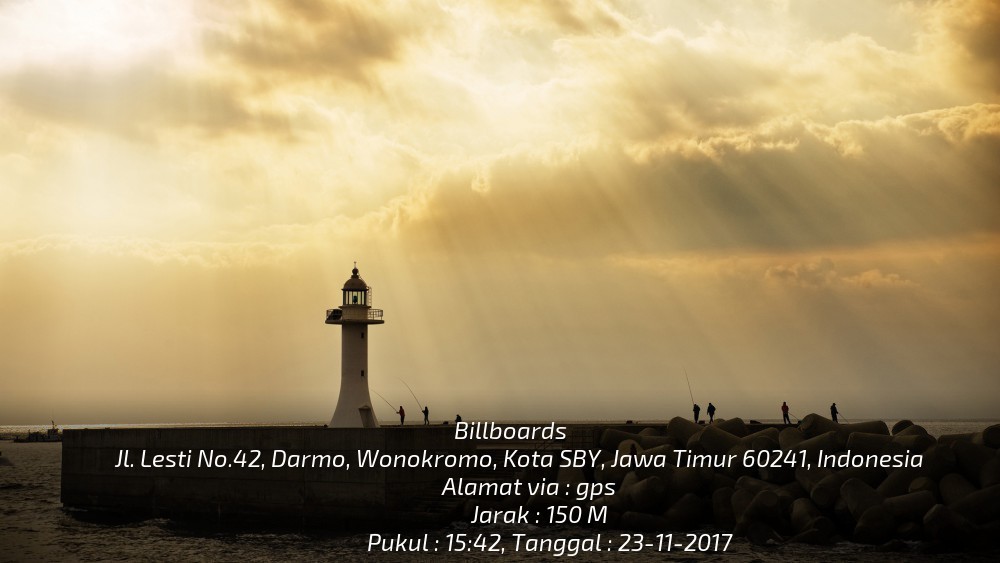 Billboards
Jl. Lesti No.42, Darmo, Wonokromo, Kota SBY, Jawa Timur 60241, Indonesia
Alamat via : gps
Jarak : 150 M
Pukul : 15:42, Tanggal : 23-11-2017